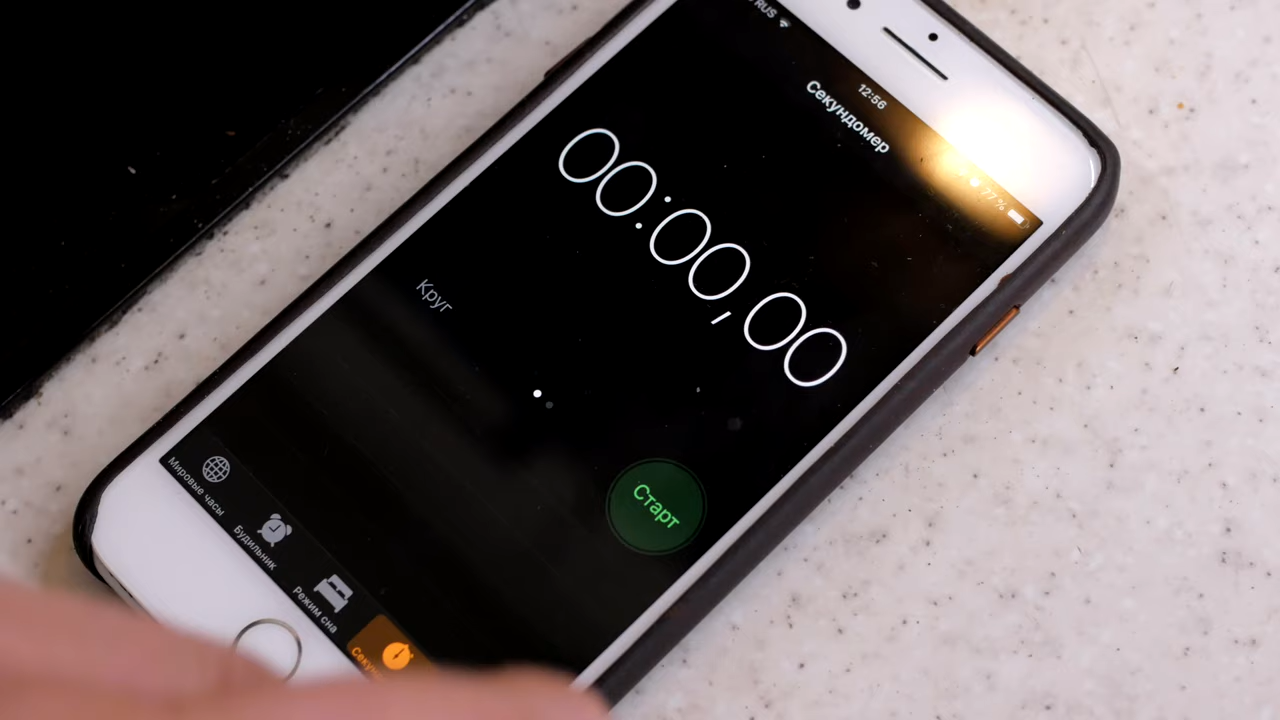 RUS
12:56
77%
Секундомер
00:00,00
Круг
Старт
Мировые часы
Будильник
Режим сна